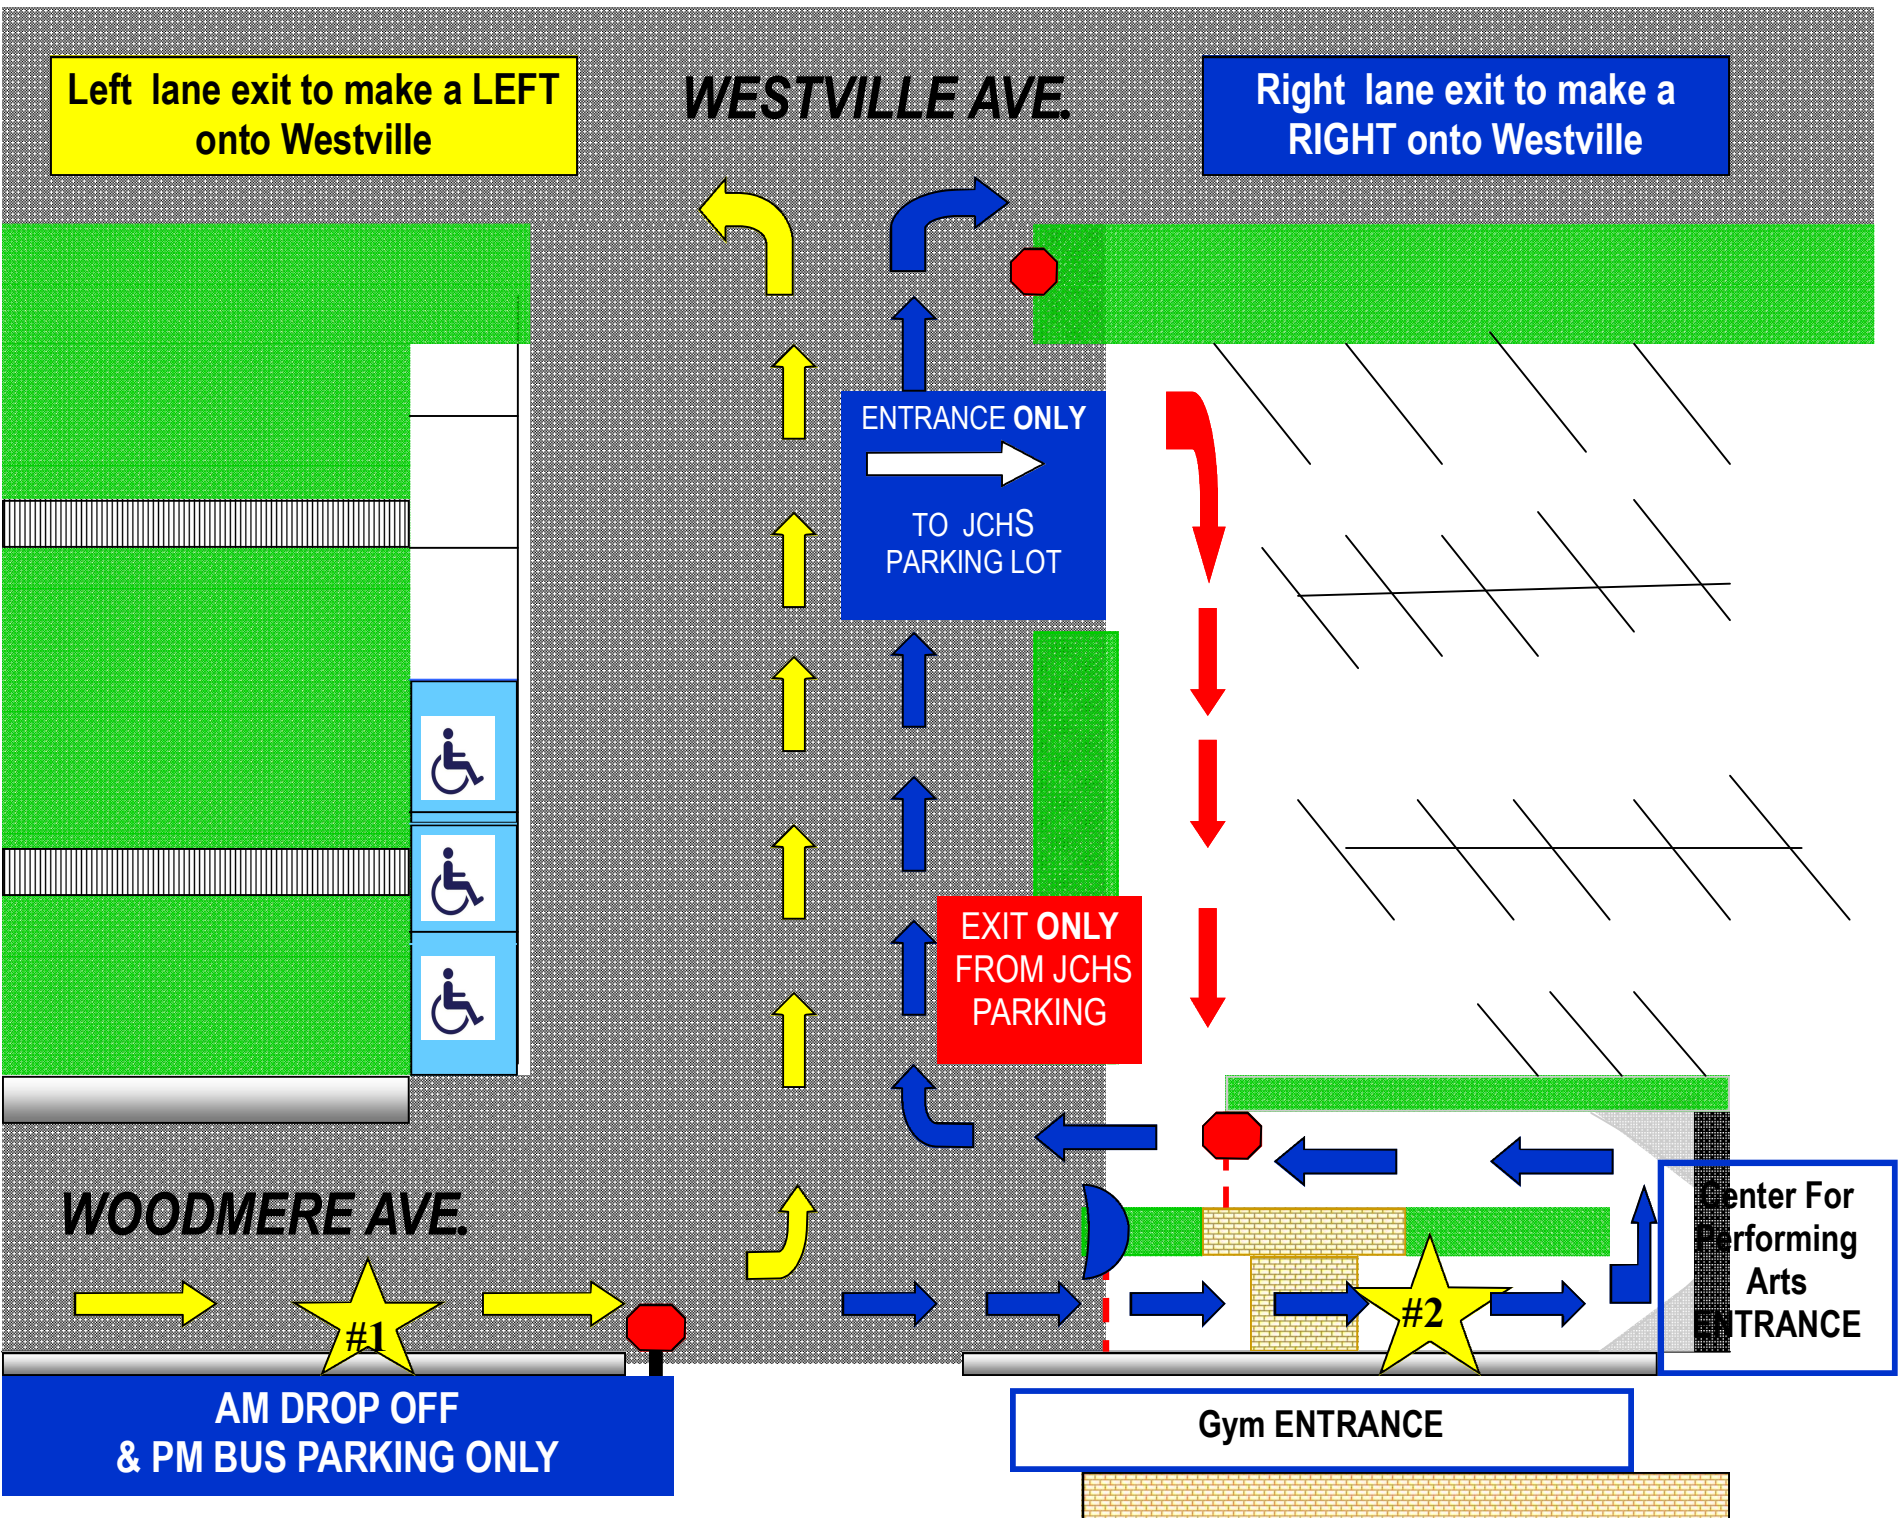 Left lane exit to make a LEFT
onto Westville
WESTVILLE AVE.
Right lane exit to make a
RIGHT onto Westville
ENTRANCE ONLY
TO JCHS
PARKING LOT
EXIT ONLY
FROM JCHS
PARKING
WOODMERE AVE.
Center For
Performing
Arts
ENTRANCE
#1
#2
AM DROP OFF
& PM BUS PARKING ONLY
Gym ENTRANCE